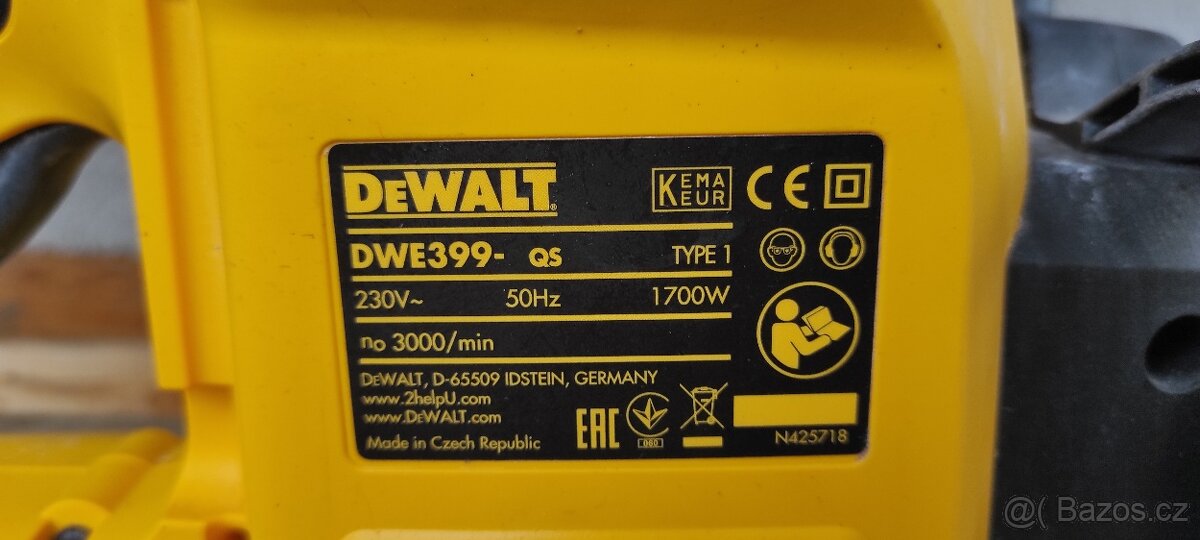 DEWALT®
KEMA
KEUR
CE
DWE399- QS TYPE 1
230V~ 50Hz 1700W
n₀ 3000/min
DEWALT, D-65509 IDSTEIN, GERMANY
www.2helpU.com
www.DEWALT.com
Made in Czech Republic
EAC
060
N425718
@( Bazos.cz